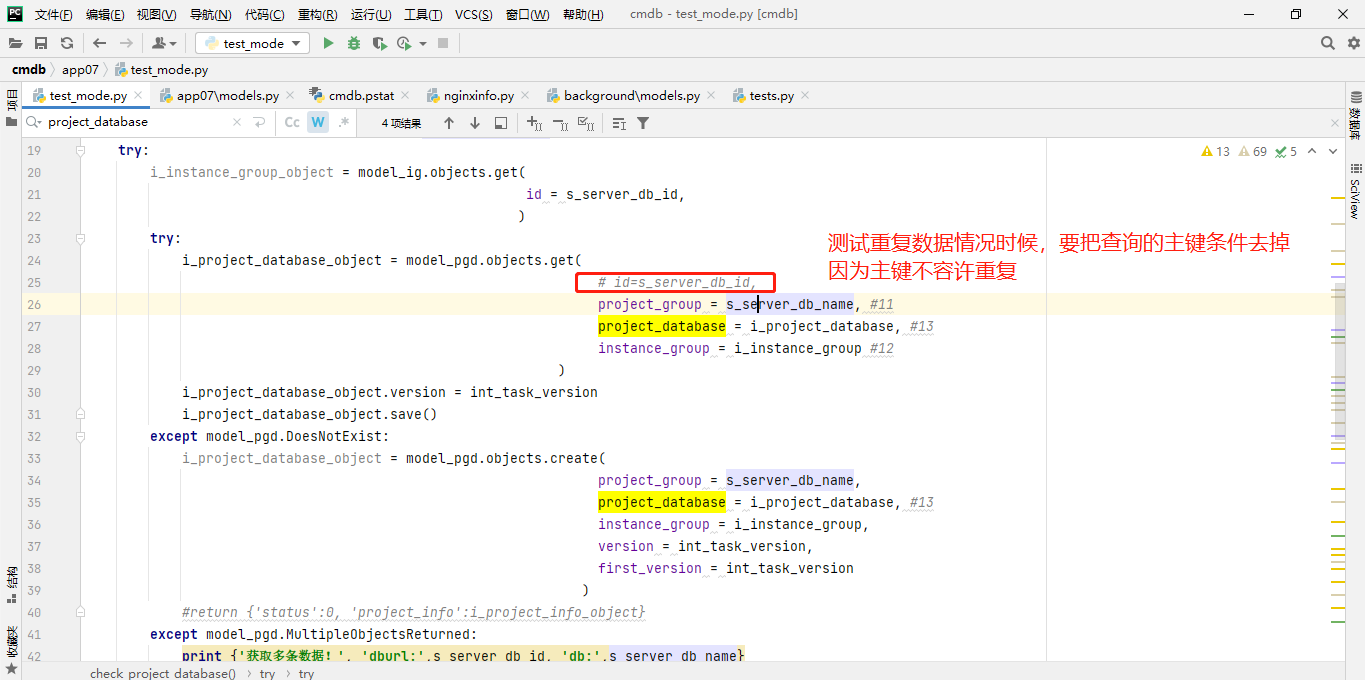 PC 文件(F) 编辑(E) 视图(V) 导航(N) 代码(C) 重构(R) 运行(U) 工具(T) VCS(S) 窗口(W) 帮助(H) cmdb - test_mode.py [cmdb]
test_mode
cmdb app07 test_mode.py
项目
test_mode.py app07\models.py cmdb.pstat nginxinfo.py background\models.py tests.py
数据库
project_database Cc W .* 4 项结果
19 try:
13 69 5
20 i_instance_group_object = model_ig.objects.get(
21 id = s_server_db_id,
SciView
22 )
23 try:
测试重复数据情况时候，要把查询的主键条件去掉
24 i_project_database_object = model_pgd.objects.get(
因为主键不容许重复
25 # id=s_server_db_id,
26 project_group = s_server_db_name, #11
27 project_database = i_project_database, #13
28 instance_group = i_instance_group #12
29 )
30 i_project_database_object.version = int_task_version
31 i_project_database_object.save()
32 except model_pgd.DoesNotExist:
33 i_project_database_object = model_pgd.objects.create(
34 project_group = s_server_db_name,
35 project_database = i_project_database, #13
36 instance_group = i_instance_group,
37 version = int_task_version,
38 first_version = int_task_version
结构
39 )
40 #return {'status':0, 'project_info':i_project_info_object}
41 except model_pgd.MultipleObjectsReturned:
收藏夹
42 print {'获取多条数据！', 'dburl:',s_server_db_id, 'db:',s_server_db_name}
check_project_database() try try